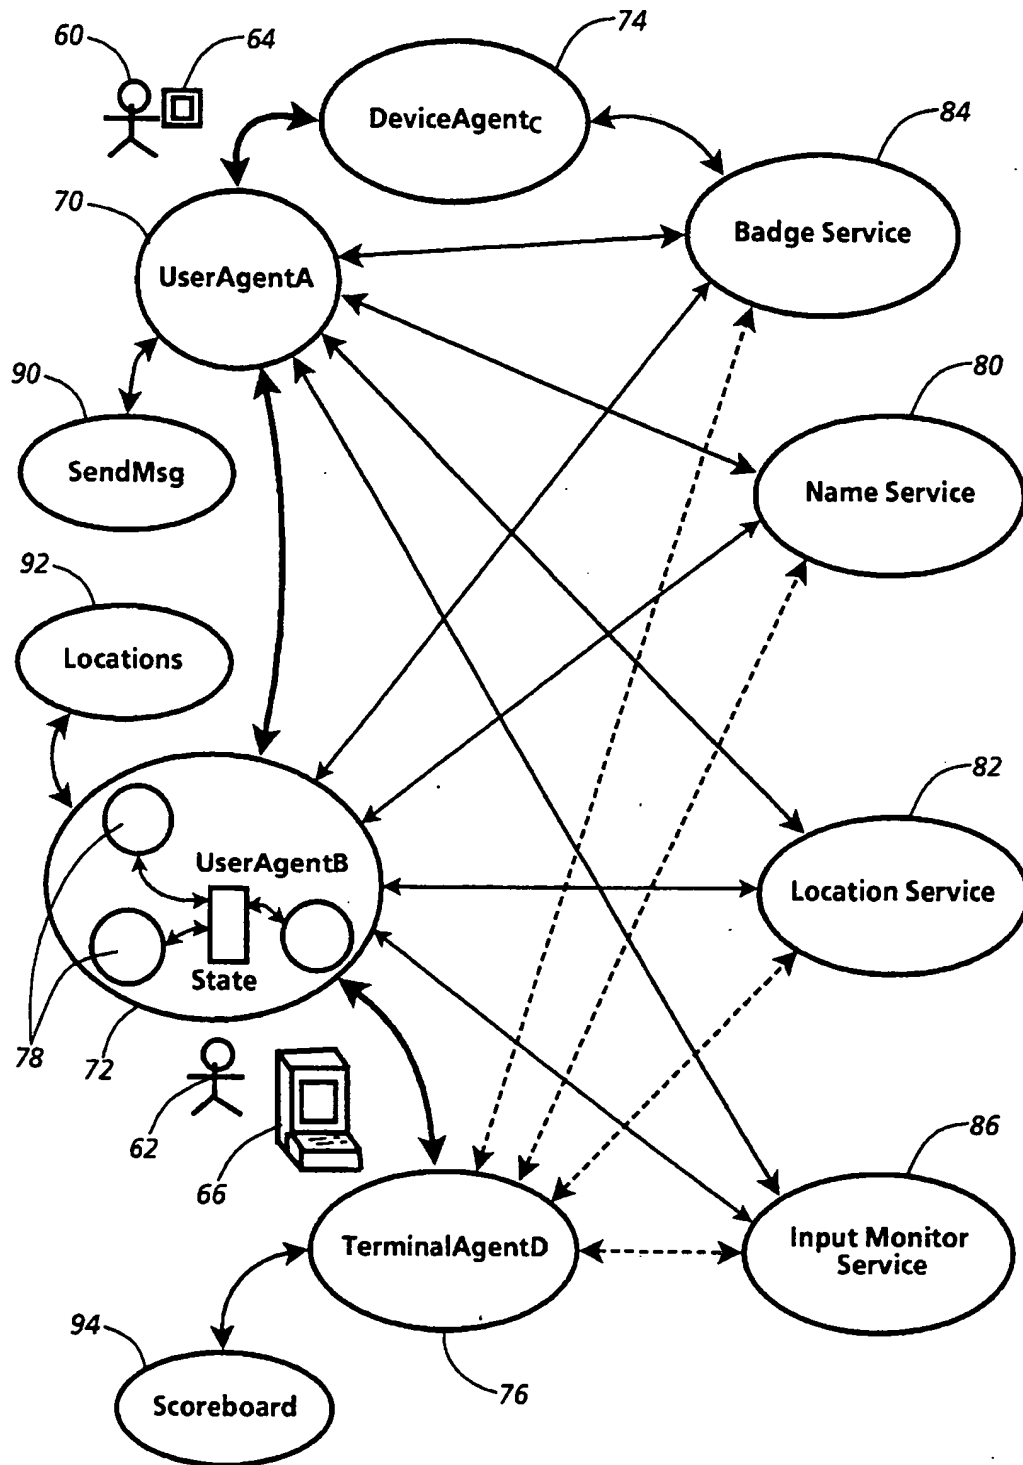 60
64
74
DeviceAgentC
84
70
UserAgentA
Badge Service
90
80
SendMsg
Name Service
92
Locations
82
UserAgentB
Location Service
State
78
72
62
66
86
TerminalAgentD
Input Monitor
Service
94
76
Scoreboard